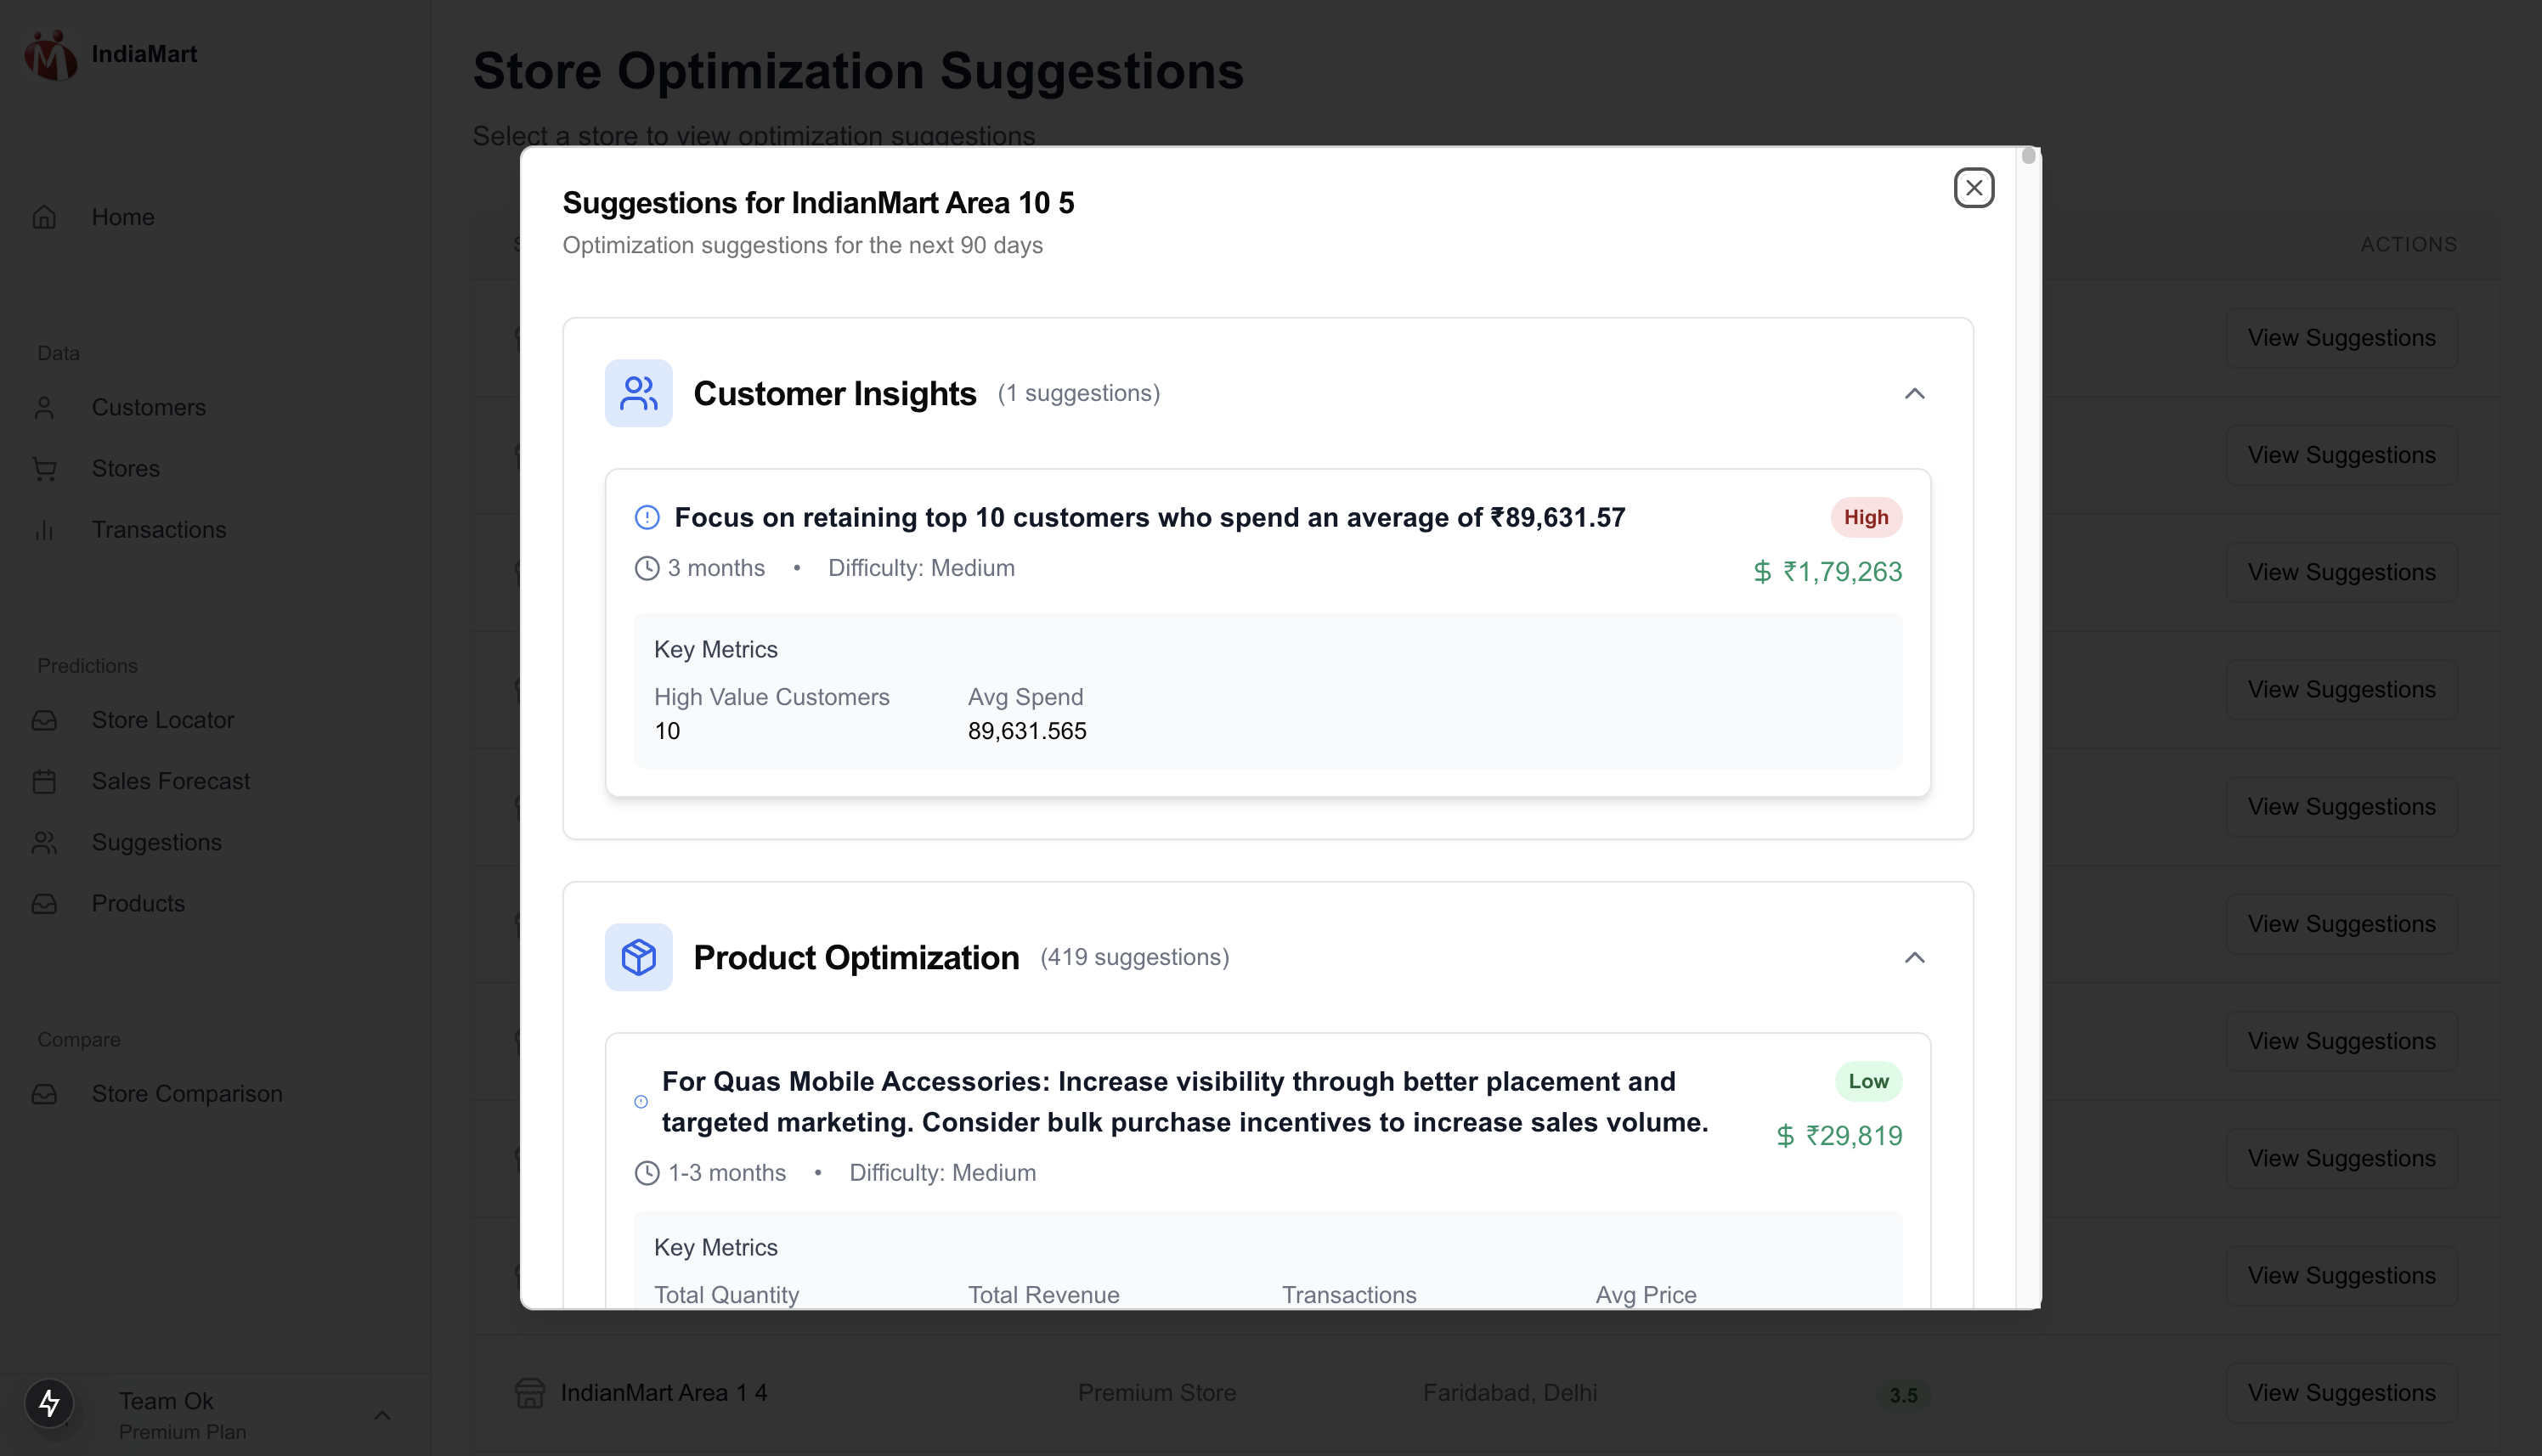 IndiaMart
Home
Data
Customers
Stores
Transactions
Predictions
Store Locator
Sales Forecast
Suggestions
Products
Compare
Store Comparison
Team Ok
Premium Plan
Store Optimization Suggestions
Select a store to view optimization suggestions
ACTIONS
View Suggestions
View Suggestions
View Suggestions
View Suggestions
View Suggestions
View Suggestions
View Suggestions
View Suggestions
View Suggestions
IndianMart Area 1 4 Premium Store Faridabad, Delhi 3.5 View Suggestions
Suggestions for IndianMart Area 10 5
Optimization suggestions for the next 90 days
Customer Insights (1 suggestions)
Focus on retaining top 10 customers who spend an average of ₹89,631.57 High
3 months • Difficulty: Medium $ ₹1,79,263
Key Metrics
High Value Customers Avg Spend
10 89,631.565
Product Optimization (419 suggestions)
For Quas Mobile Accessories: Increase visibility through better placement and Low
targeted marketing. Consider bulk purchase incentives to increase sales volume.
$ ₹29,819
1-3 months • Difficulty: Medium
Key Metrics
Total Quantity Total Revenue Transactions Avg Price